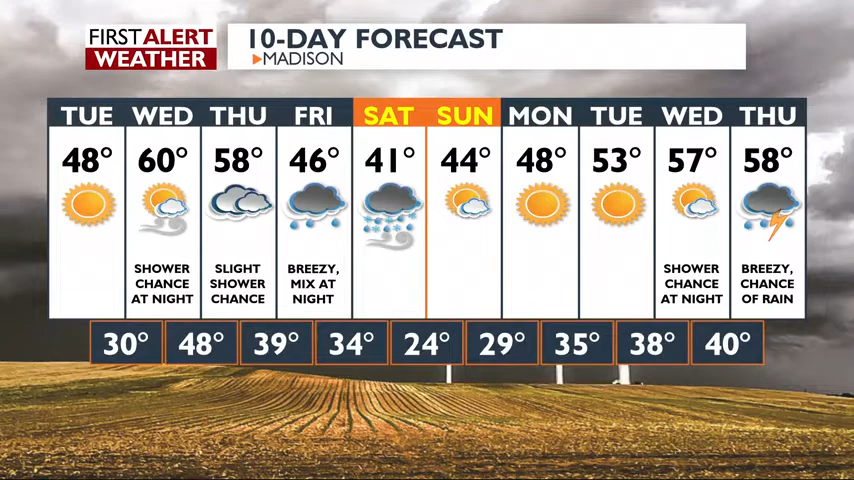 FIRST ALERT
WEATHER
10-DAY FORECAST
MADISON
TUE WED THU FRI SAT SUN MON TUE WED THU
48° 60° 58° 46° 41° 44° 48° 53° 57° 58°
SHOWER
CHANCE
AT NIGHT
SLIGHT
SHOWER
CHANCE
BREEZY,
MIX AT
NIGHT
SHOWER
CHANCE
AT NIGHT
BREEZY,
CHANCE
OF RAIN
30° 48° 39° 34° 24° 29° 35° 38° 40°